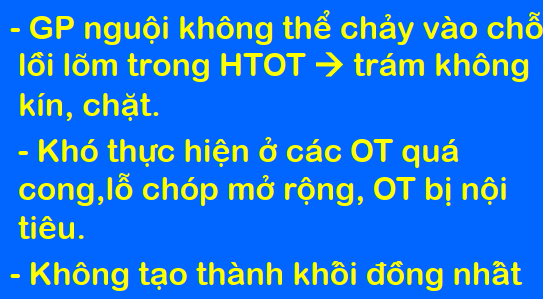 - GP nguội không thể chảy vào chỗ
lồi lõm trong HTOT → trám không
kín, chặt.
- Khó thực hiện ở các OT quá
cong,lỗ chóp mở rộng, OT bị nội
tiêu.
- Không tạo thành khối đồng nhất